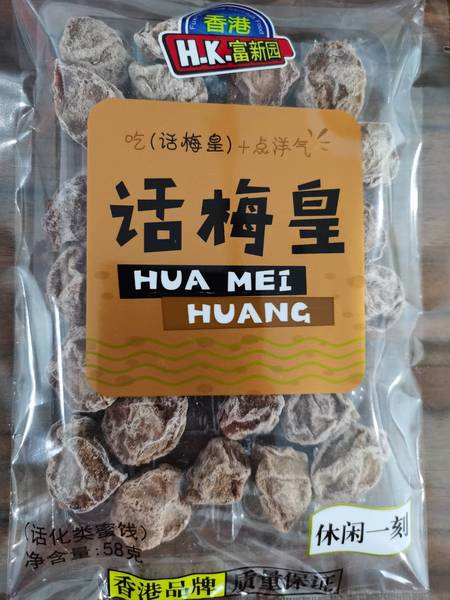 香港
H.K.富新园
吃(话梅皇)+点洋气
话梅皇
HUA MEI
HUANG
(话化类蜜饯)
净含量:58克
休闲一刻
香港品牌 质量保证